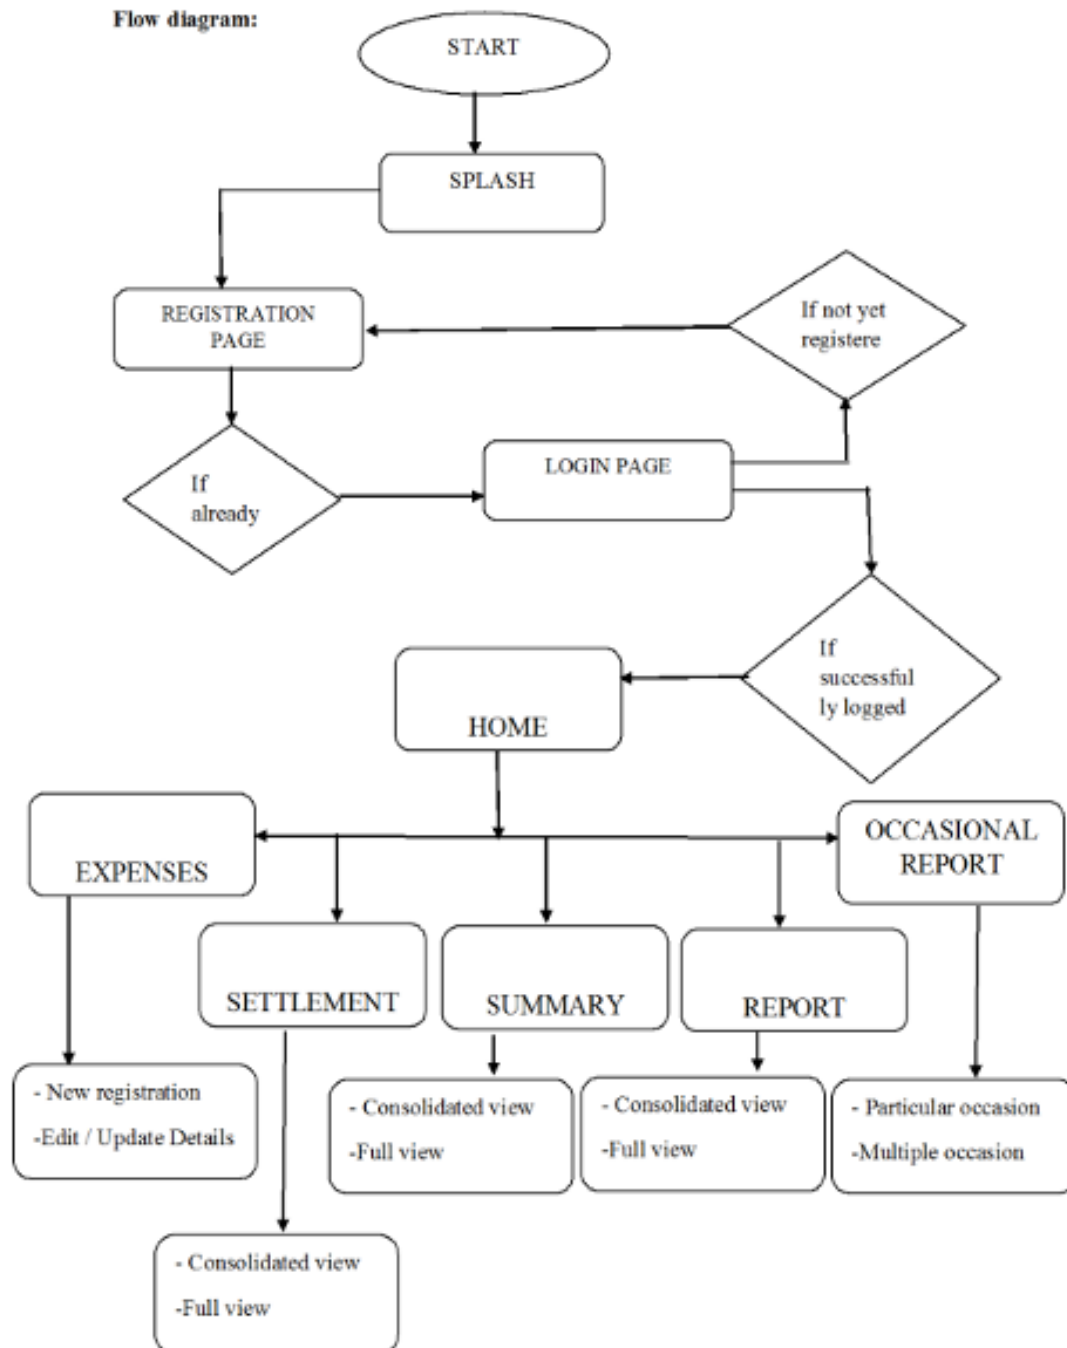 Flow diagram:
START
SPLASH
REGISTRATION
PAGE
If not yet
registere
LOGIN PAGE
If
already
If
successful
ly logged
HOME
EXPENSES
OCCASIONAL
REPORT
SETTLEMENT
SUMMARY
REPORT
- New registration
-Edit / Update Details
- Consolidated view
-Full view
- Consolidated view
-Full view
- Particular occasion
-Multiple occasion
- Consolidated view
-Full view